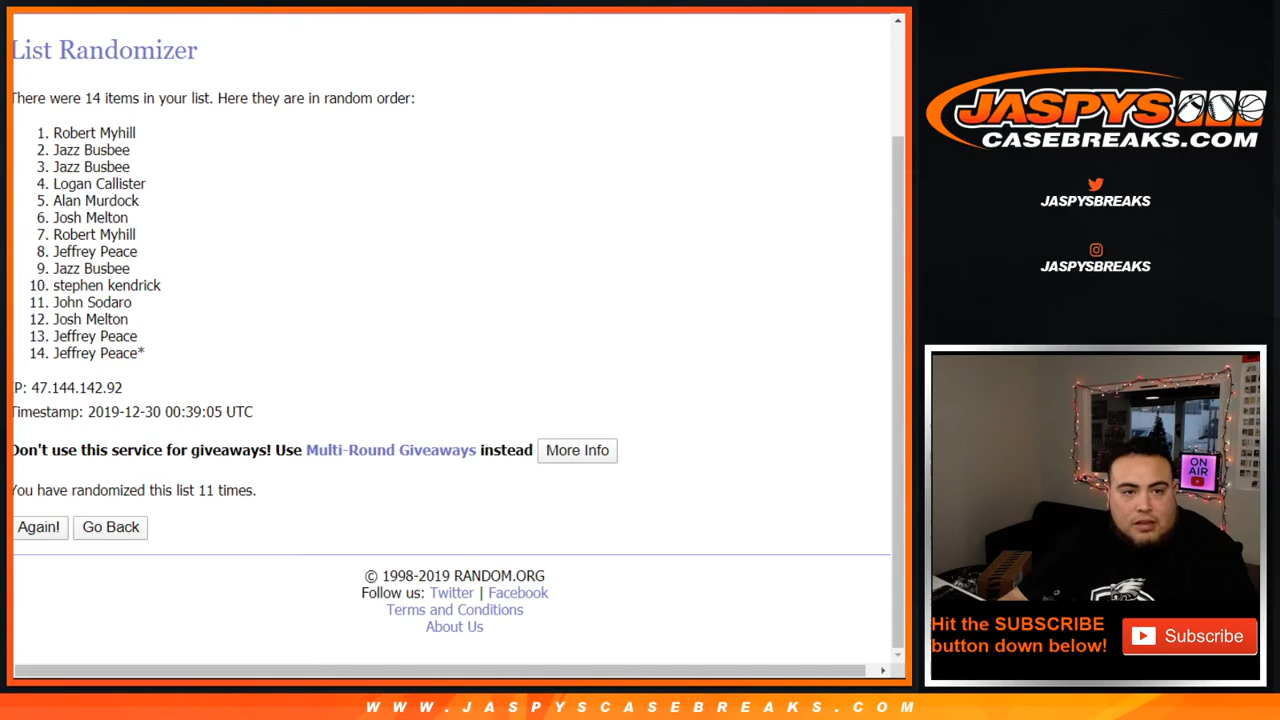 List Randomizer
There were 14 items in your list. Here they are in random order:
1. Robert Myhill
2. Jazz Busbee
3. Jazz Busbee
4. Logan Callister
5. Alan Murdock
6. Josh Melton
7. Robert Myhill
8. Jeffrey Peace
9. Jazz Busbee
10. stephen kendrick
11. John Sodaro
12. Josh Melton
13. Jeffrey Peace
14. Jeffrey Peace*
IP: 47.144.142.92
Timestamp: 2019-12-30 00:39:05 UTC
Don't use this service for giveaways! Use Multi-Round Giveaways instead More Info
You have randomized this list 11 times.
Again! Go Back
© 1998-2019 RANDOM.ORG
Follow us: Twitter | Facebook
Terms and Conditions
About Us
JASPYS
CASEBREAKS.COM
JASPYSBREAKS
JASPYSBREAKS
ON
AIR
Hit the SUBSCRIBE
button down below!
Subscribe
WWW.JASPYSCASEBREAKS.COM